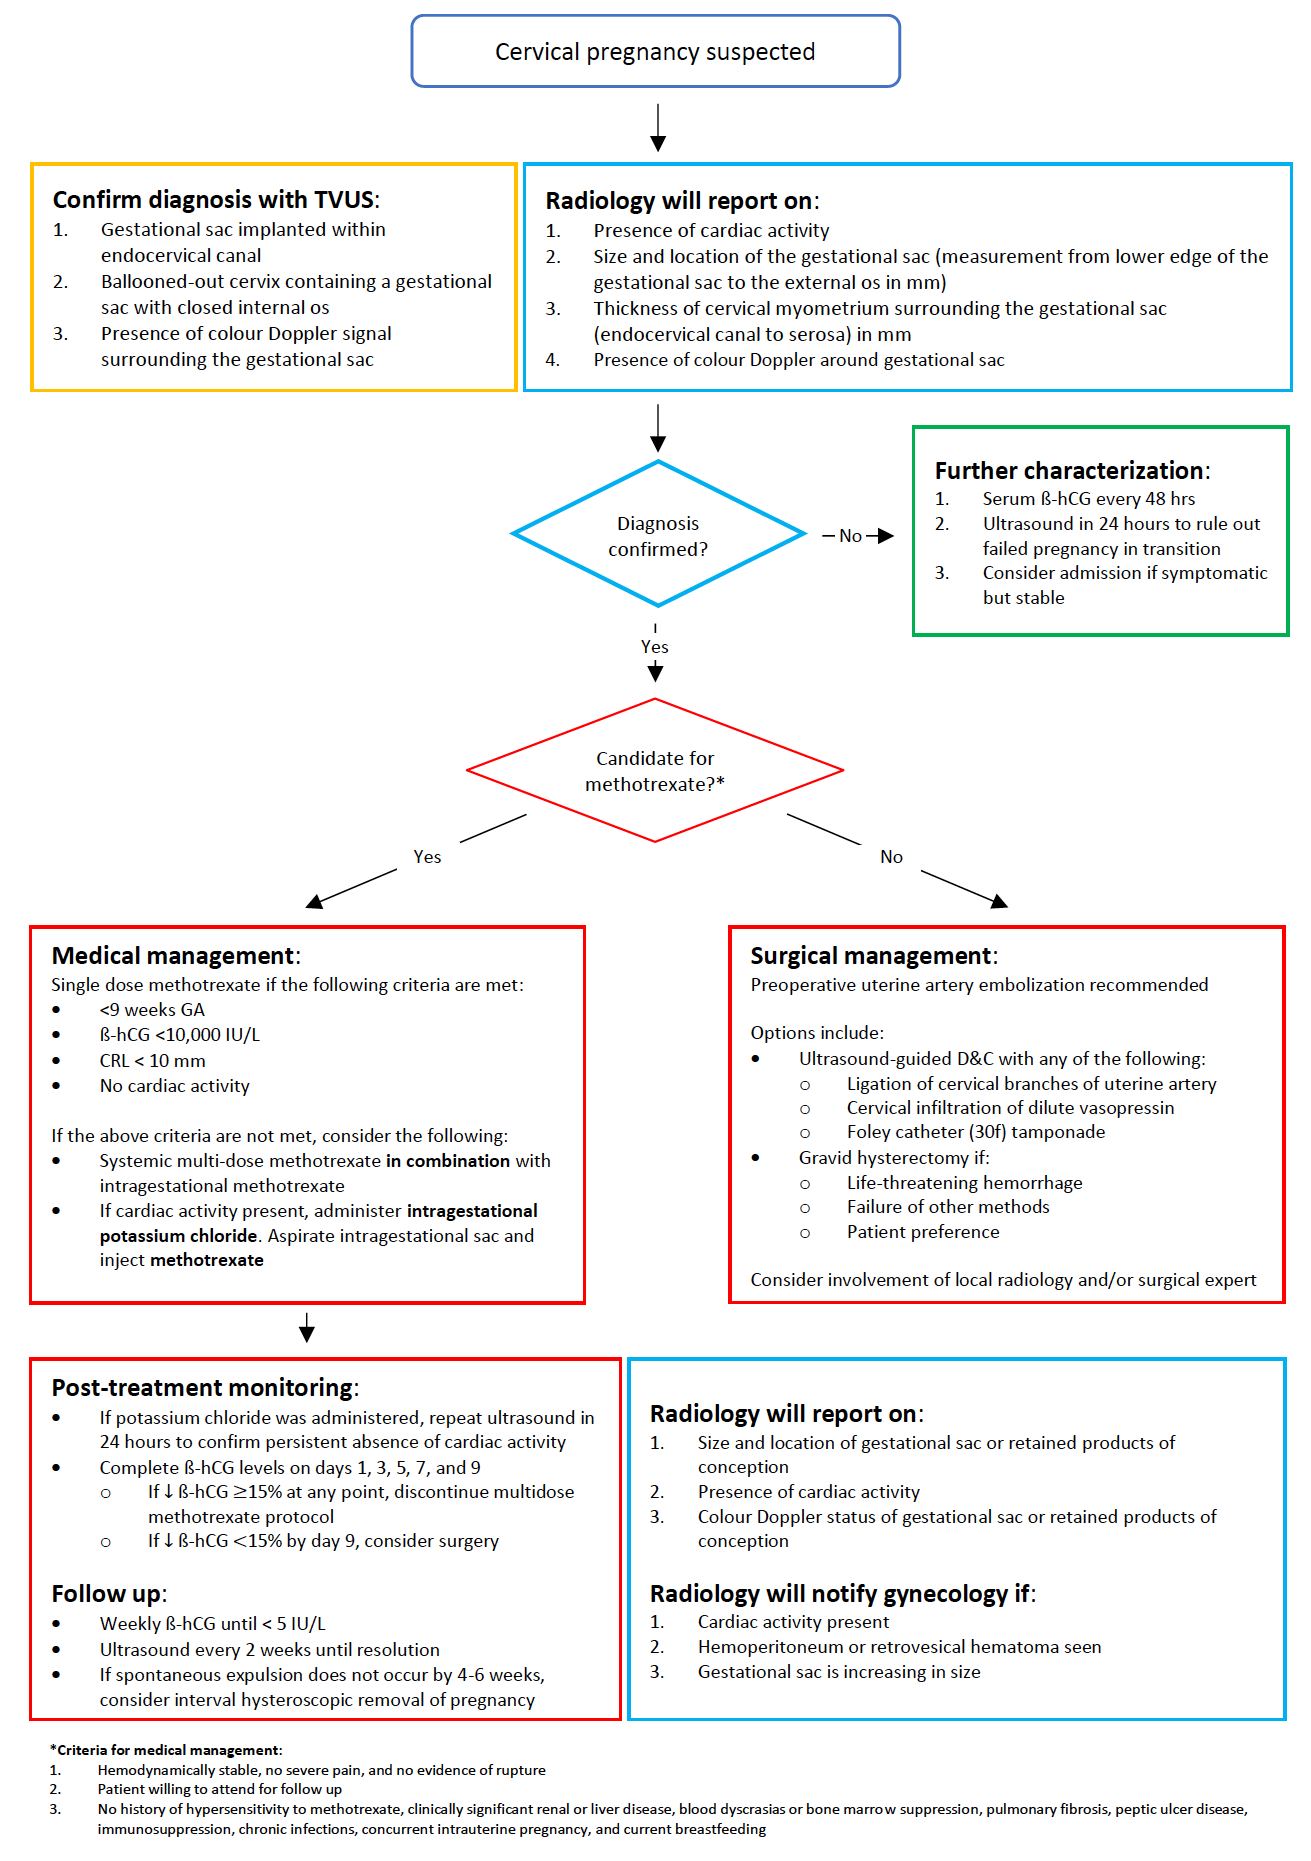 Cervical pregnancy suspected
Confirm diagnosis with TVUS:
1. Gestational sac implanted within
endocervical canal
2. Ballooned-out cervix containing a gestational
sac with closed internal os
3. Presence of colour Doppler signal
surrounding the gestational sac
Radiology will report on:
1. Presence of cardiac activity
2. Size and location of the gestational sac (measurement from lower edge of the
gestational sac to the external os in mm)
3. Thickness of cervical myometrium surrounding the gestational sac
(endocervical canal to serosa) in mm
4. Presence of colour Doppler around gestational sac
Diagnosis
confirmed?
No
Further characterization:
1. Serum ß-hCG every 48 hrs
2. Ultrasound in 24 hours to rule out
failed pregnancy in transition
3. Consider admission if symptomatic
but stable
Yes
Candidate for
methotrexate?*
Yes
No
Medical management:
Single dose methotrexate if the following criteria are met:
• <9 weeks GA
• ß-hCG <10,000 IU/L
• CRL < 10 mm
• No cardiac activity
If the above criteria are not met, consider the following:
• Systemic multi-dose methotrexate in combination with
intragestational methotrexate
• If cardiac activity present, administer intragestational
potassium chloride. Aspirate intragestational sac and
inject methotrexate
Surgical management:
Preoperative uterine artery embolization recommended
Options include:
• Ultrasound-guided D&C with any of the following:
o Ligation of cervical branches of uterine artery
o Cervical infiltration of dilute vasopressin
o Foley catheter (30f) tamponade
• Gravid hysterectomy if:
o Life-threatening hemorrhage
o Failure of other methods
o Patient preference
Consider involvement of local radiology and/or surgical expert
Post-treatment monitoring:
• If potassium chloride was administered, repeat ultrasound in
24 hours to confirm persistent absence of cardiac activity
• Complete ß-hCG levels on days 1, 3, 5, 7, and 9
o If ↓ ß-hCG ≥15% at any point, discontinue multidose
methotrexate protocol
o If ↓ ß-hCG <15% by day 9, consider surgery
Follow up:
• Weekly ß-hCG until < 5 IU/L
• Ultrasound every 2 weeks until resolution
• If spontaneous expulsion does not occur by 4-6 weeks,
consider interval hysteroscopic removal of pregnancy
Radiology will report on:
1. Size and location of gestational sac or retained products of
conception
2. Presence of cardiac activity
3. Colour Doppler status of gestational sac or retained products of
conception
Radiology will notify gynecology if:
1. Cardiac activity present
2. Hemoperitoneum or retrovesical hematoma seen
3. Gestational sac is increasing in size
*Criteria for medical management:
1. Hemodynamically stable, no severe pain, and no evidence of rupture
2. Patient willing to attend for follow up
3. No history of hypersensitivity to methotrexate, clinically significant renal or liver disease, blood dyscrasias or bone marrow suppression, pulmonary fibrosis, peptic ulcer disease,
immunosuppression, chronic infections, concurrent intrauterine pregnancy, and current breastfeeding